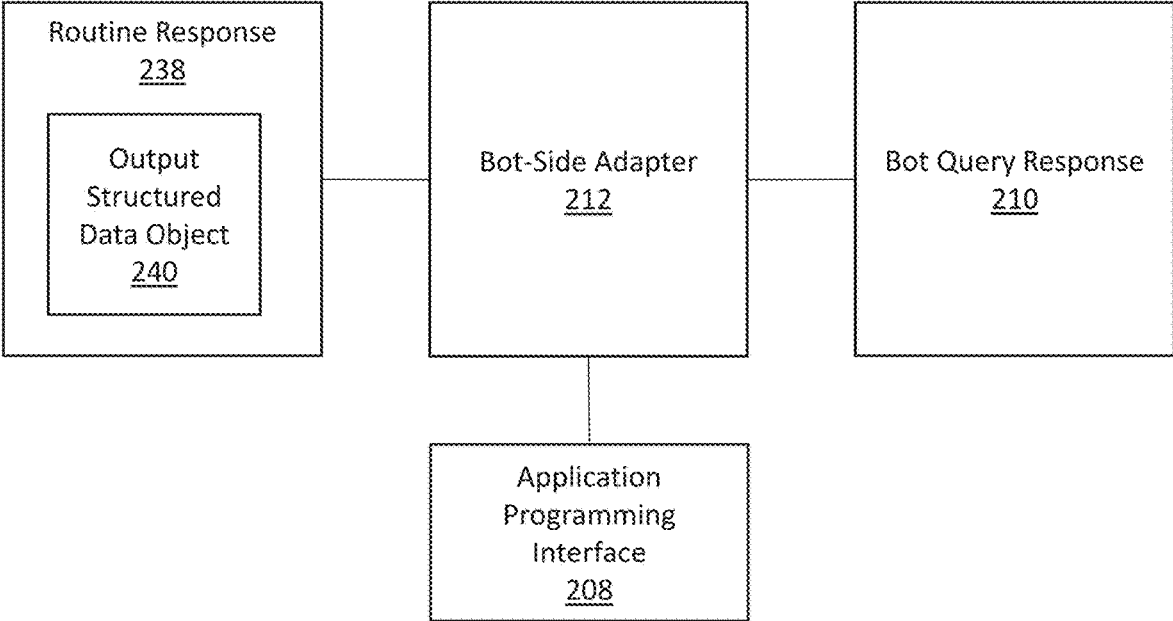 Routine Response
238
Output
Structured
Data Object
240
Bot-Side Adapter
212
Bot Query Response
210
Application
Programming
Interface
208